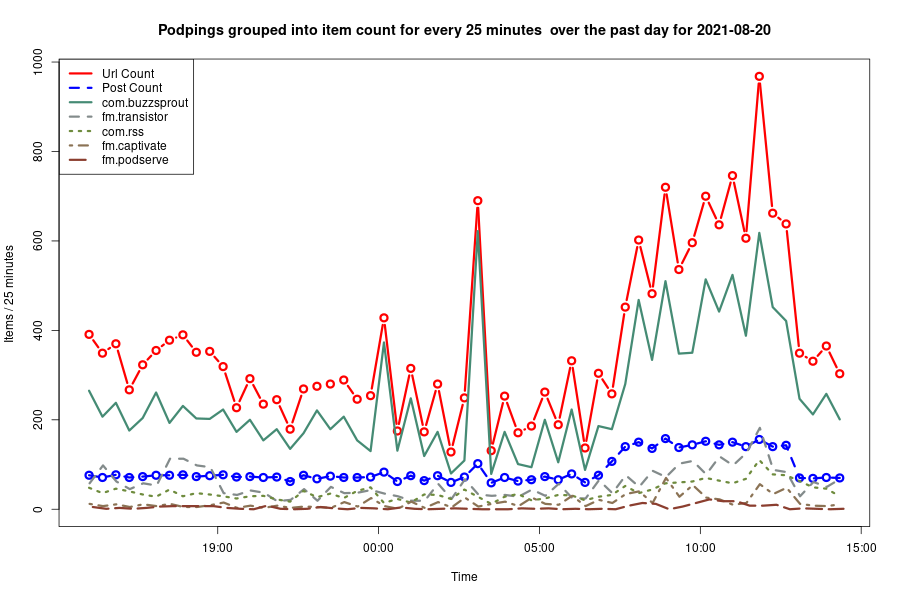 Podpings grouped into item count for every 25 minutes  over the past day for 2021-08-20
Url Count
Post Count
com.buzzsprout
fm.transistor
com.rss
fm.captivate
fm.podserve
Items / 25 minutes
1000
800
600
400
200
0
19:00
00:00
05:00
10:00
15:00
Time